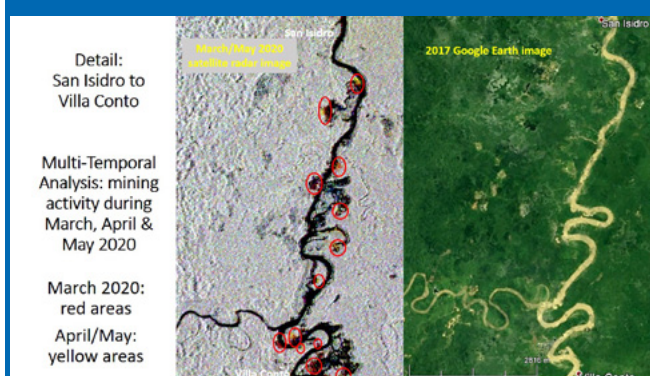 Detail:
San Isidro to
Villa Conto
Multi-Temporal
Analysis: mining
activity during
March, April &
May 2020
March 2020:
red areas
April/May:
yellow areas
San Isidro
March/May 2020
satellite radar image
Villa Conto
2017 Google Earth image
San Isidro
2816 m
Villa Conto